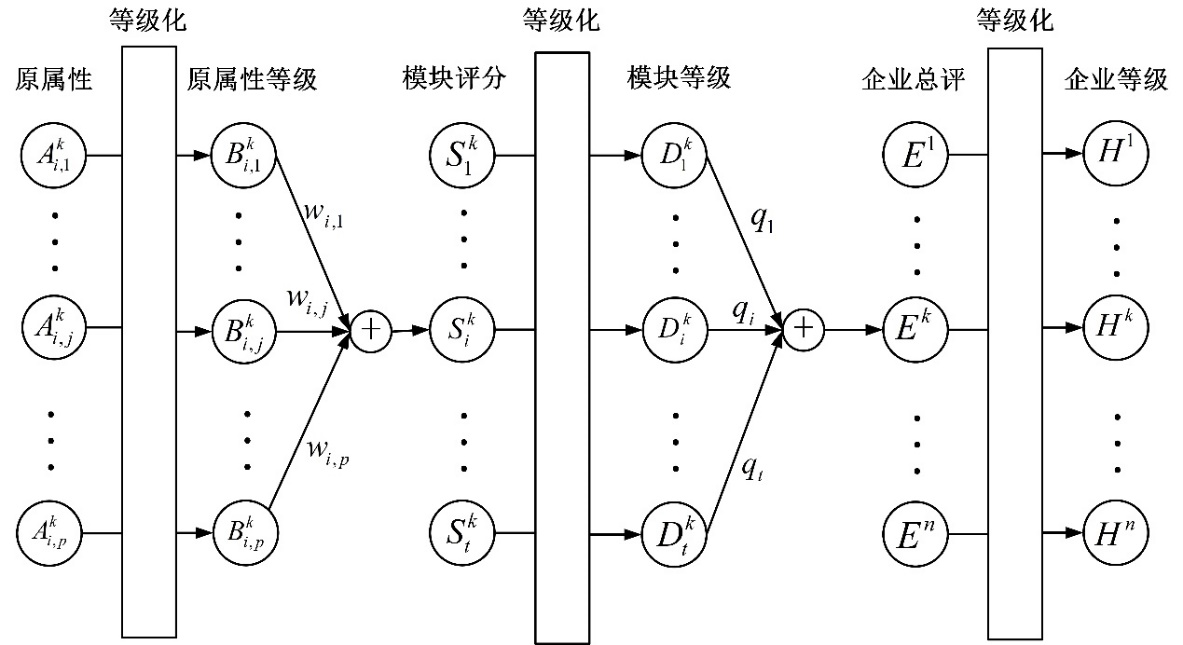 等级化 等级化 等级化
原属性 原属性等级 模块评分 模块等级 企业总评 企业等级
A_{i,1}^k B_{i,1}^k S_1^k D_1^k E^1 H^1
w_{i,1} q_1
A_{i,j}^k B_{i,j}^k w_{i,j} + S_i^k D_i^k q_i + E^k H^k
w_{i,p} q_t
A_{i,p}^k B_{i,p}^k S_t^k D_t^k E^n H^n